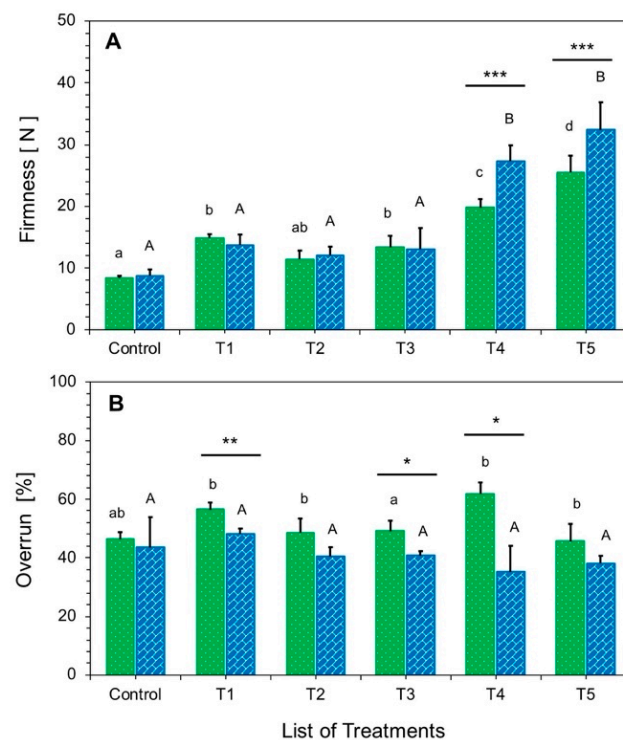 A
Firmness [ N ]
50
40
30
20
10
0
***
***
a A b A ab A b A c B d B
Control T1 T2 T3 T4 T5
B
Overrun [%]
100
80
60
40
20
0
**
*
*
ab A b A b A a A b A b A
Control T1 T2 T3 T4 T5
List of Treatments